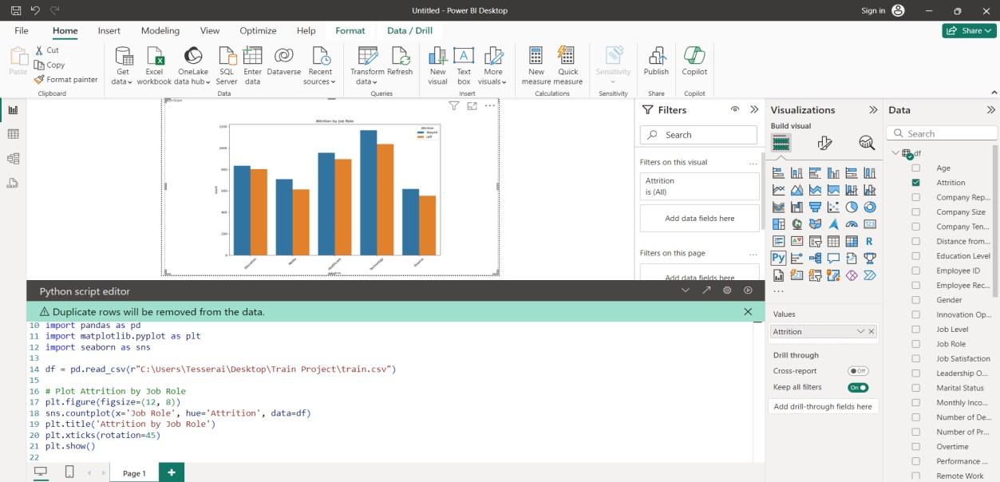 Untitled - Power BI Desktop
Sign in
File Home Insert Modeling View Optimize Help Format Data / Drill
Share
Paste
Cut
Copy
Format painter
Clipboard
Get data
Excel workbook
OneLake data hub
SQL Server
Enter data
Dataverse
Recent sources
Data
Transform data
Refresh
Queries
New visual
Text box
More visuals
Insert
New measure
Quick measure
Calculations
Sensitivity
Sensitivity
Publish
Share
Copilot
Copilot
Attrition
Attrition by Job Role
Attrition
Stayed
Left
1200
1000
800
600
400
200
0
count
Education
Media
Healthcare
Technology
Finance
Filters
Search
Filters on this visual
...
Attrition
is (All)
Add data fields here
Filters on this page
...
Add data fields here
Visualizations
Build visual
123
R
Py
...
Values
Attrition
Drill through
Cross-report
Off
Keep all filters
On
Add drill-through fields here
Data
Search
df
Age
Attrition
Company Rep...
Company Size
Company Ten...
Distance from...
Education Level
Employee ID
Employee Rec...
Gender
Innovation Op...
Job Level
Job Role
Job Satisfaction
Leadership O...
Marital Status
Monthly Inco...
Number of De...
Number of Pr...
Overtime
Performance ...
Remote Work
DAX
Python script editor
Duplicate rows will be removed from the data.
10 import pandas as pd
11 import matplotlib.pyplot as plt
12 import seaborn as sns
13
14 df = pd.read_csv(r"C:\Users\Tesserai\Desktop\Train Project\train.csv")
15
16 # Plot Attrition by Job Role
17 plt.figure(figsize=(12, 8))
18 sns.countplot(x='Job Role', hue='Attrition', data=df)
19 plt.title('Attrition by Job Role')
20 plt.xticks(rotation=45)
21 plt.show()
22
Page 1